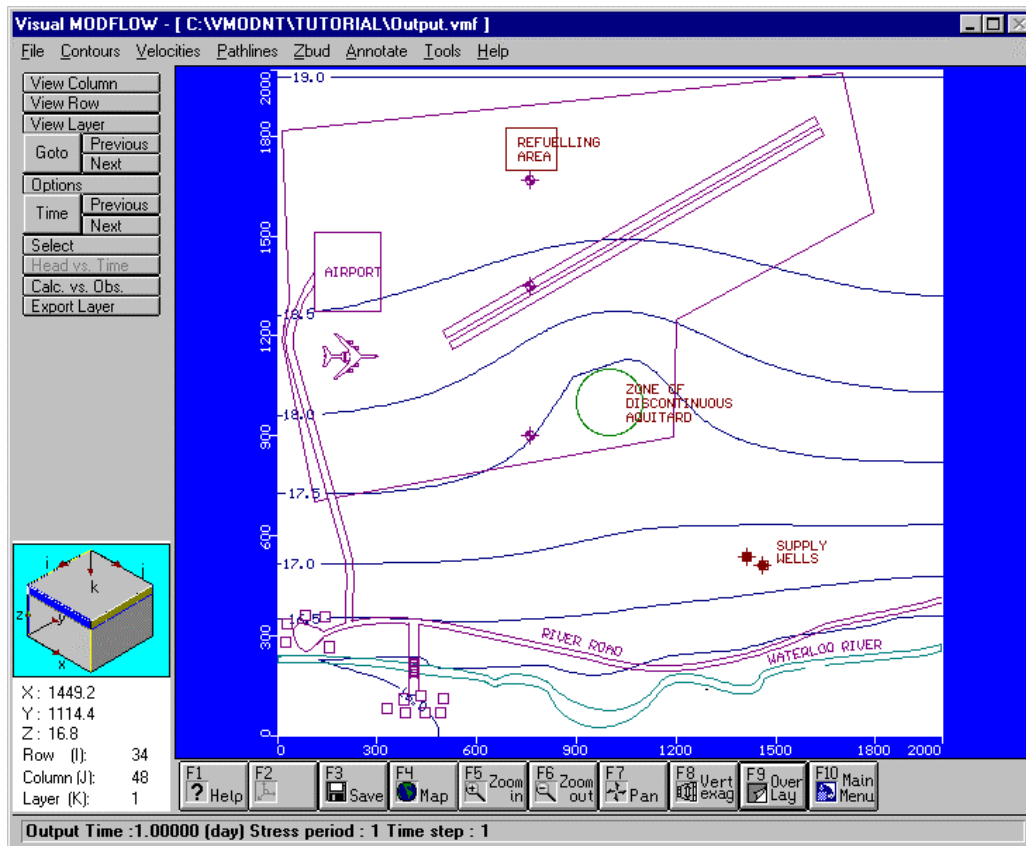 Visual MODFLOW - [ C:\VMODNT\TUTORIAL\Output.vmf ]
File Contours Velocities Pathlines Zbud Annotate Tools Help
View Column
View Row
View Layer
Goto
Previous
Next
Options
Time
Previous
Next
Select
Head vs. Time
Calc. vs. Obs.
Export Layer
j
i
k
z
y
x
X : 1449.2
Y : 1114.4
Z : 16.8
Row (I): 34
Column (J): 48
Layer (K): 1
2000
1800
1500
1200
900
600
300
0
19.0
REFUELLING
AREA
AIRPORT
18.5
ZONE OF
DISCONTINUOUS
AQUITARD
18.0
17.5
17.0
SUPPLY
WELLS
RIVER ROAD
WATERLOO RIVER
0 300 600 900 1200 1500 1800 2000
F1 Help
F2
F3 Save
F4 Map
F5 Zoom in
F6 Zoom out
F7 Pan
F8 Vert exag
F9 Over Lay
F10 Main Menu
Output Time :1.00000 (day) Stress period : 1 Time step : 1